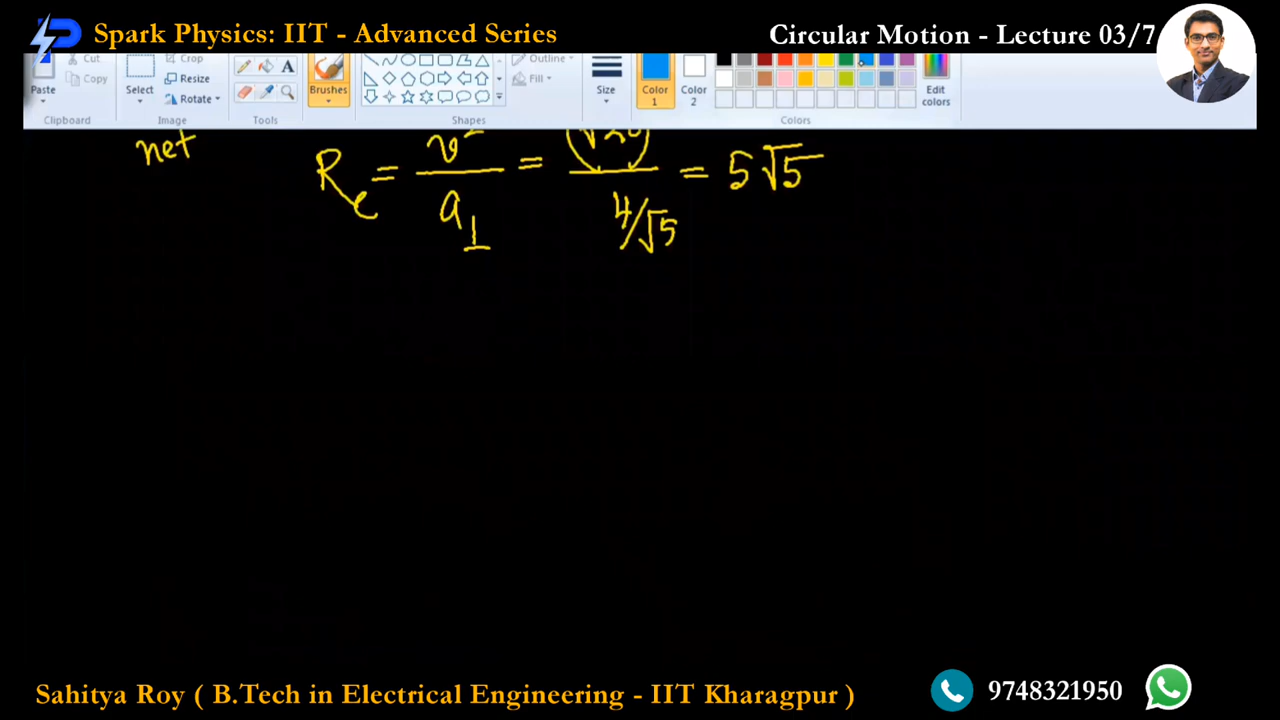 Spark Physics: IIT - Advanced Series
Circular Motion - Lecture 03/7
Paste
Cut
Copy
Select
Crop
Resize
Rotate
A
Brushes
Outline
Fill
Size
Color 1
Color 2
Edit colors
Clipboard
Image
Tools
Shapes
Colors
net
R_c = v² / a_⊥ = (√20) / 4/√5 = 5√5
Sahitya Roy ( B.Tech in Electrical Engineering - IIT Kharagpur )
9748321950